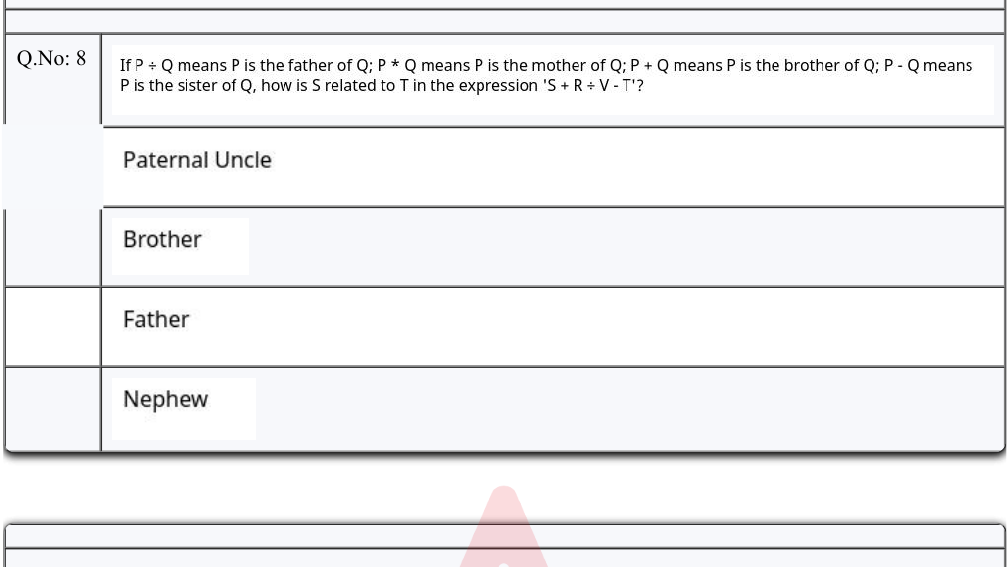 Q.No: 8
If P ÷ Q means P is the father of Q; P * Q means P is the mother of Q; P + Q means P is the brother of Q; P - Q means
P is the sister of Q, how is S related to T in the expression 'S + R ÷ V - T'?
Paternal Uncle
Brother
Father
Nephew